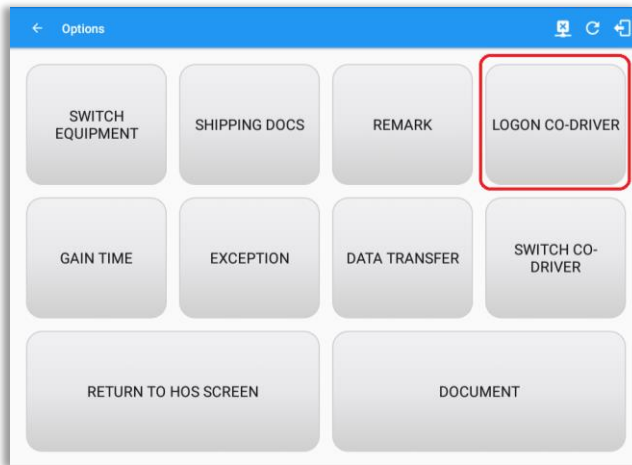 Options
SWITCH
EQUIPMENT
SHIPPING DOCS
REMARK
LOGON CO-DRIVER
GAIN TIME
EXCEPTION
DATA TRANSFER
SWITCH CO-
DRIVER
RETURN TO HOS SCREEN
DOCUMENT